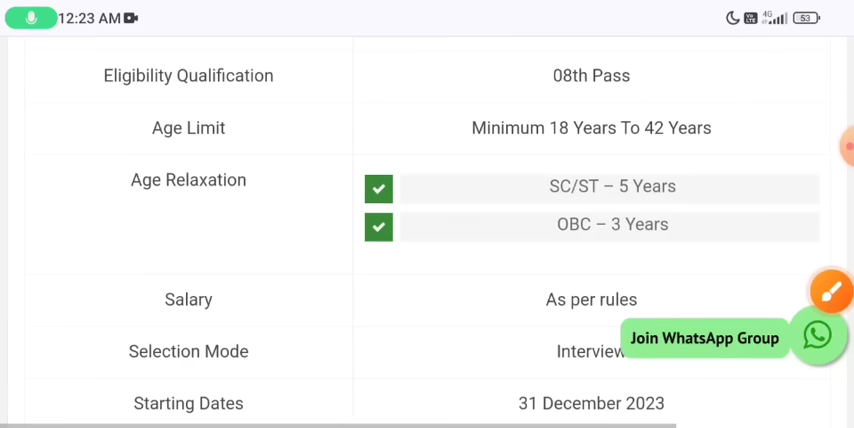 12:23 AM 4G 53
Eligibility Qualification 08th Pass
Age Limit Minimum 18 Years To 42 Years
Age Relaxation SC/ST – 5 Years
OBC – 3 Years
Salary As per rules
Join WhatsApp Group
Selection Mode Interview
Starting Dates 31 December 2023